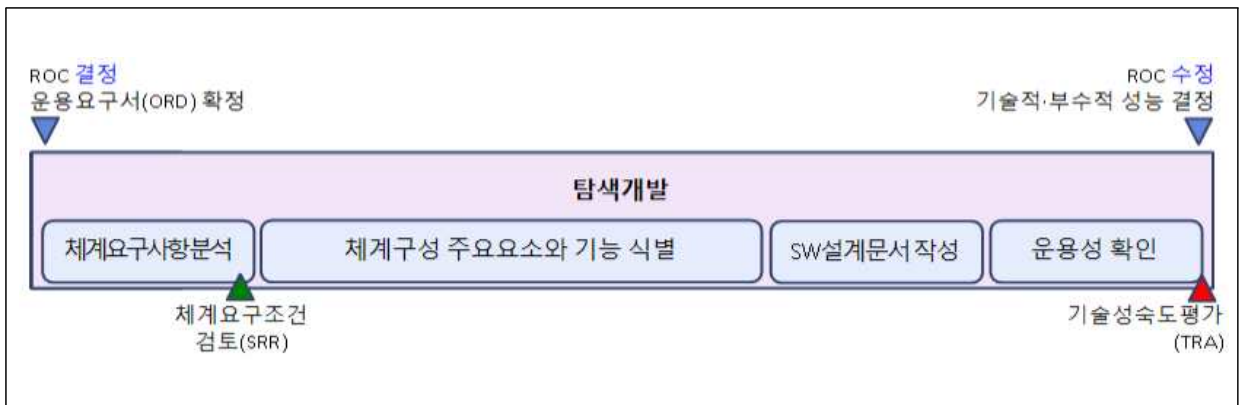 ROC 결정
운용요구서(ORD) 확정
ROC 수정
기술적·부수적 성능 결정
탐색개발
체계요구사항분석
체계구성 주요요소와 기능 식별
SW설계문서 작성
운용성 확인
체계요구조건
검토(SRR)
기술성숙도평가
(TRA)